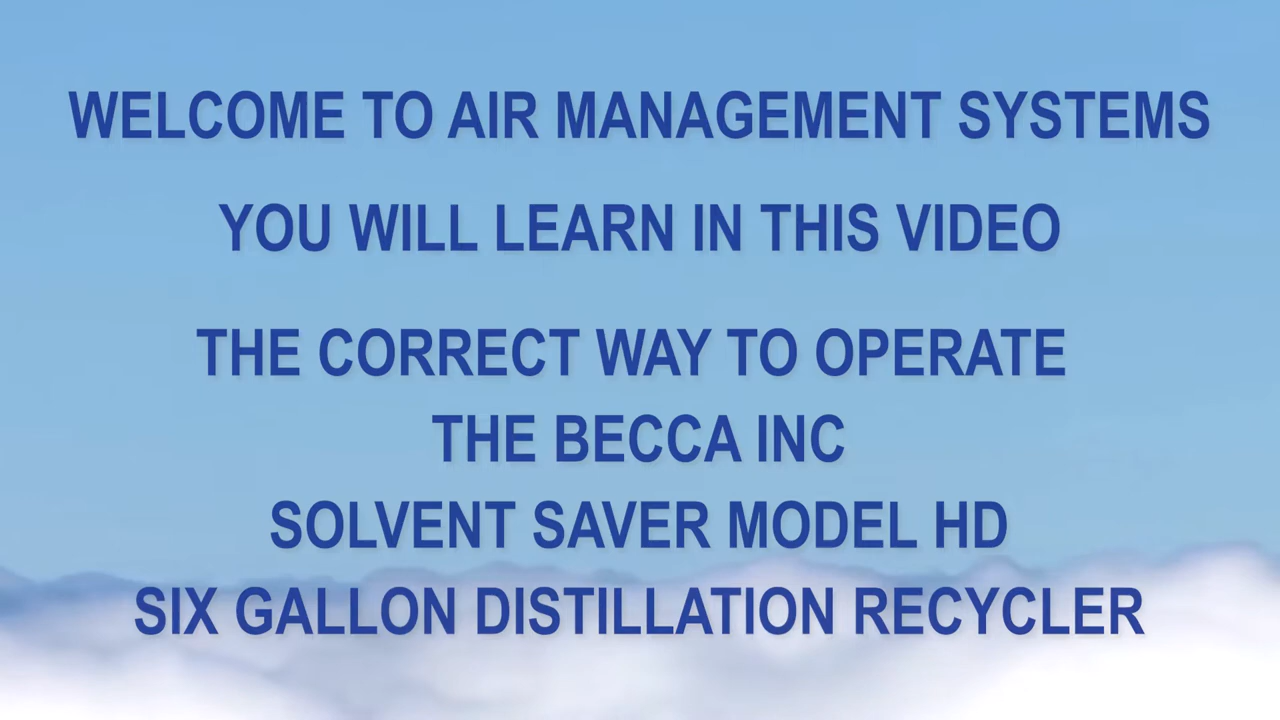 WELCOME TO AIR MANAGEMENT SYSTEMS
YOU WILL LEARN IN THIS VIDEO
THE CORRECT WAY TO OPERATE
THE BECCA INC
SOLVENT SAVER MODEL HD
SIX GALLON DISTILLATION RECYCLER